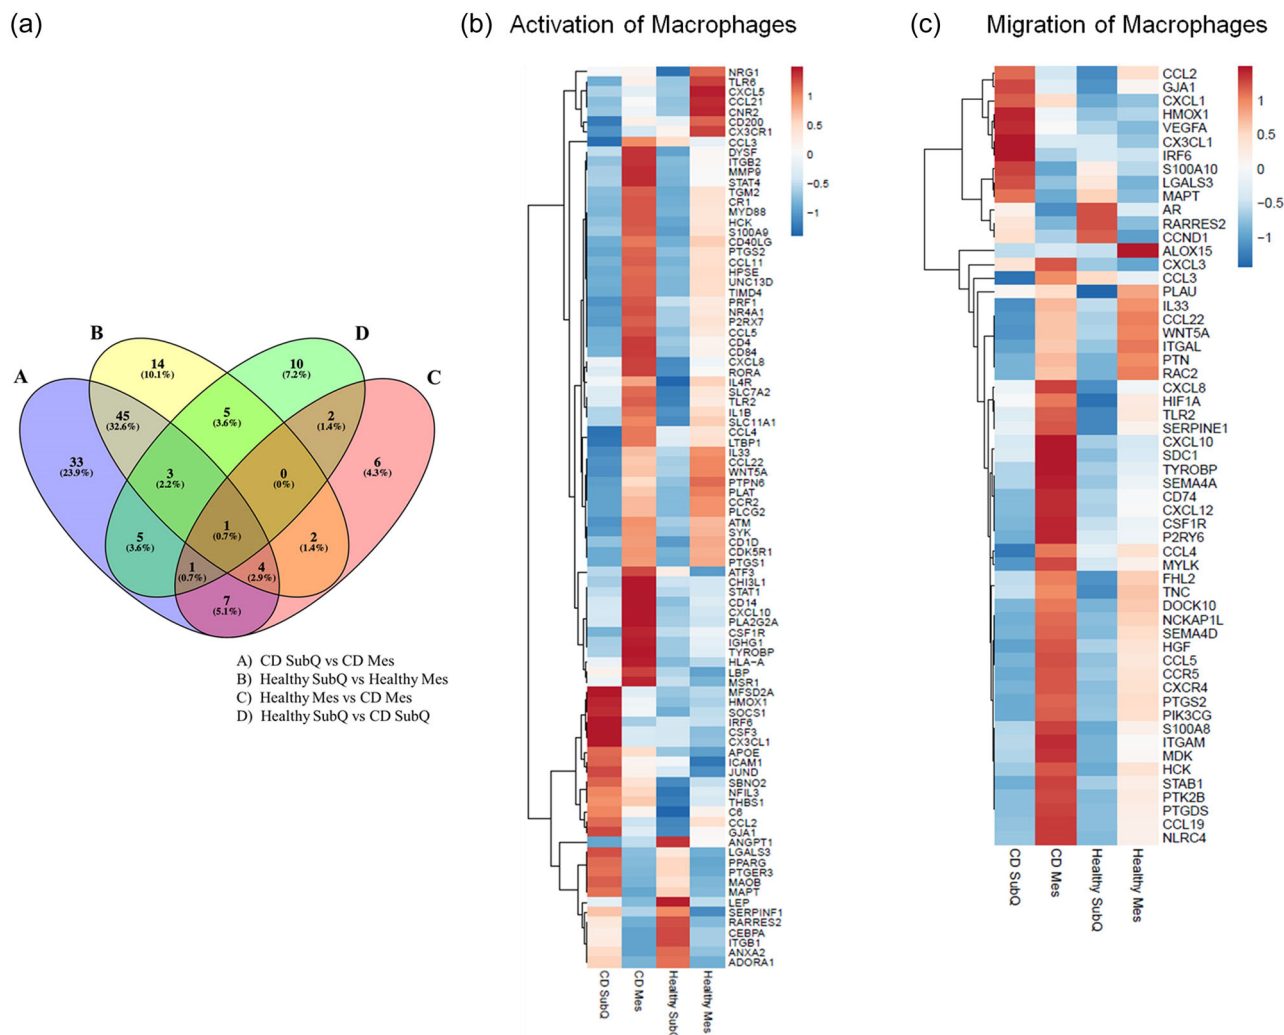 (a)
(b) Activation of Macrophages
(c) Migration of Macrophages
A
B
D
C
14
(10.1%)
10
(7.2%)
45
(32.6%)
5
(3.6%)
2
(1.4%)
33
(23.9%)
3
(2.2%)
0
(0%)
6
(4.3%)
5
(3.6%)
1
(0.7%)
2
(1.4%)
1
(0.7%)
4
(2.9%)
7
(5.1%)
A) CD SubQ vs CD Mes
B) Healthy SubQ vs Healthy Mes
C) Healthy Mes vs CD Mes
D) Healthy SubQ vs CD SubQ
NRG1
TLR6
CXCL5
CCL21
CNR2
CD200
CX3CR1
CCL3
DYSF
ITGB2
MMP9
STAT4
TGM2
CR1
MYD88
HCK
S100A9
CD40LG
PTGS2
CCL11
HPSE
UNC13D
TIMD4
PRF1
NR4A1
P2RX7
CCL5
CD4
CD84
CXCL8
RORA
IL4R
SLC7A2
TLR2
IL1B
SLC11A1
CCL4
LTBP1
IL33
CCL22
WNT5A
PTPN6
PLAT
CCR2
PLCG2
ATM
SYK
CD1D
CDK5R1
PTGS1
ATF3
CHI3L1
STAT1
CD14
CXCL10
PLA2G2A
CSF1R
IGHG1
TYROBP
HLA-A
LBP
MSR1
MFSD2A
HMOX1
SOCS1
IRF6
CSF3
CX3CL1
APOE
ICAM1
JUND
SBNO2
NFIL3
THBS1
C6
CCL2
GJA1
ANGPT1
LGALS3
PPARG
PTGER3
MAOB
MAPT
LEP
SERPINF1
RARRES2
CEBPA
ITGB1
ANXA2
ADORA1
CD SubQ
CD Mes
Healthy SubQ
Healthy Mes
1
0.5
0
−0.5
−1
CCL2
GJA1
CXCL1
HMOX1
VEGFA
CX3CL1
IRF6
S100A10
LGALS3
MAPT
AR
RARRES2
CCND1
ALOX15
CXCL3
CCL3
PLAU
IL33
CCL22
WNT5A
ITGAL
PTN
RAC2
CXCL8
HIF1A
TLR2
SERPINE1
CXCL10
SDC1
TYROBP
SEMA4A
CD74
CXCL12
CSF1R
P2RY6
CCL4
MYLK
FHL2
TNC
DOCK10
NCKAP1L
SEMA4D
HGF
CCL5
CCR5
CXCR4
PTGS2
PIK3CG
S100A8
ITGAM
MDK
HCK
STAB1
PTK2B
PTGDS
CCL19
NLRC4
CD SubQ
CD Mes
Healthy SubQ
Healthy Mes
1
0.5
0
−0.5
−1